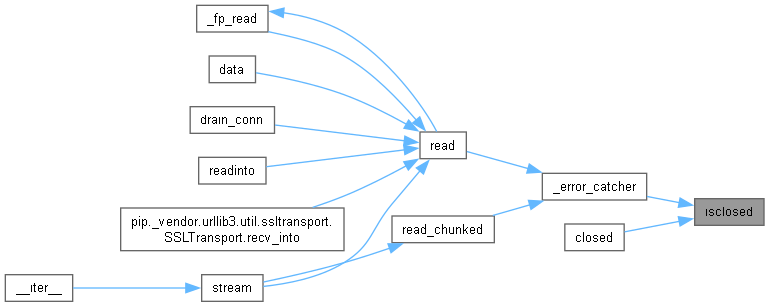 _fp_read
data
drain_conn
read
readinto
_error_catcher
isclosed
pip._vendor.urllib3.util.ssltransport.
SSLTransport.recv_into
read_chunked
closed
__iter__
stream